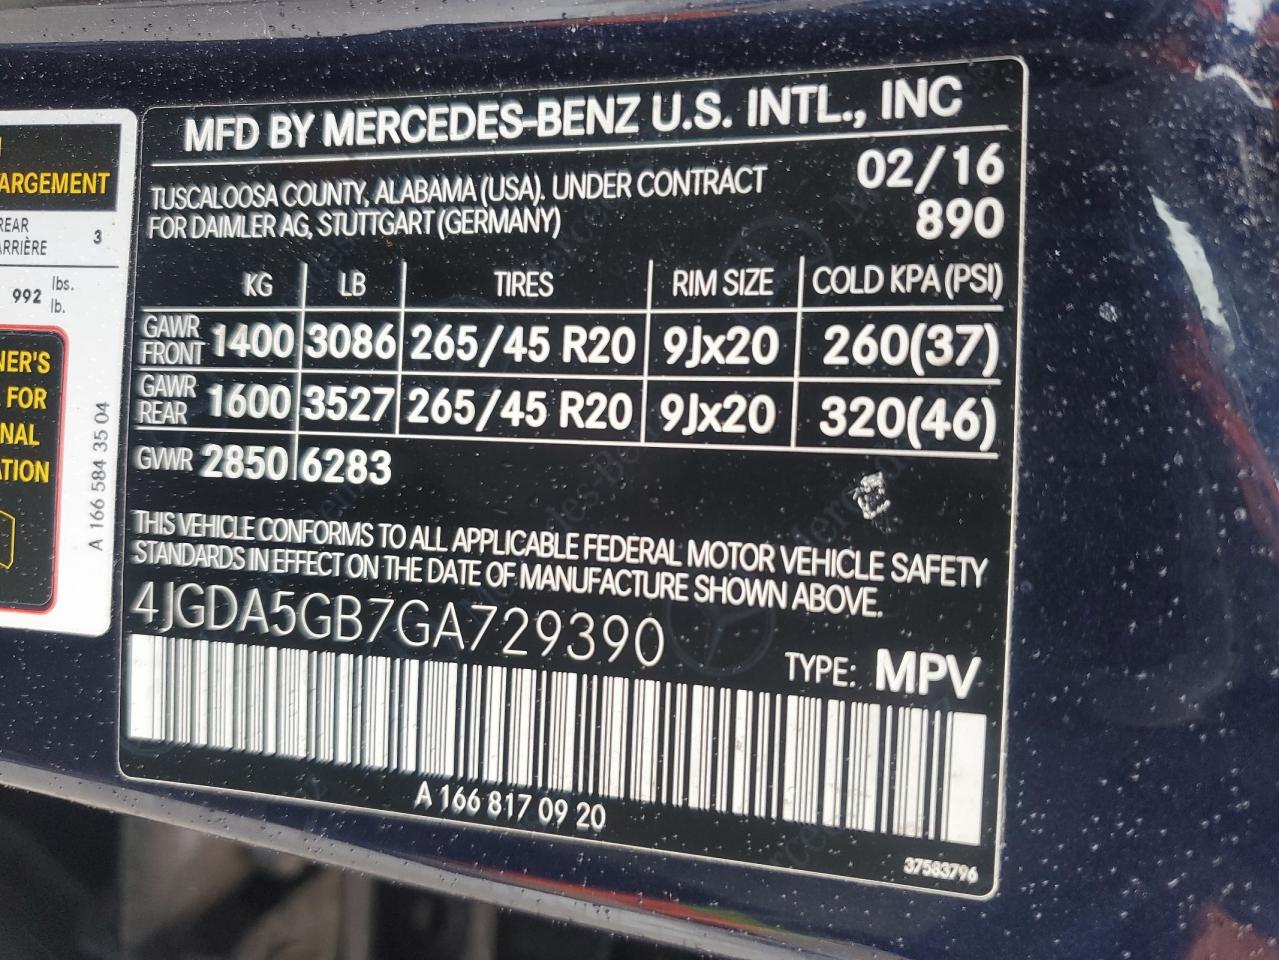 MFD BY MERCEDES-BENZ U.S. INTL., INC
TUSCALOOSA COUNTY, ALABAMA (USA). UNDER CONTRACT 02/16
FOR DAIMLER AG, STUTTGART (GERMANY) 890
KG LB TIRES RIM SIZE COLD KPA (PSI)
GAWR FRONT 1400 3086 265/45 R20 9Jx20 260(37)
GAWR REAR 1600 3527 265/45 R20 9Jx20 320(46)
GVWR 2850 6283
THIS VEHICLE CONFORMS TO ALL APPLICABLE FEDERAL MOTOR VEHICLE SAFETY
STANDARDS IN EFFECT ON THE DATE OF MANUFACTURE SHOWN ABOVE.
4JGDA5GB7GA729390
TYPE: MPV
A 166 817 09 20
37583796
ARGEMENT
REAR
ARRIÈRE 3
992 lbs.
lb.
NER'S
FOR
NAL
ATION
A 166 584 35 04